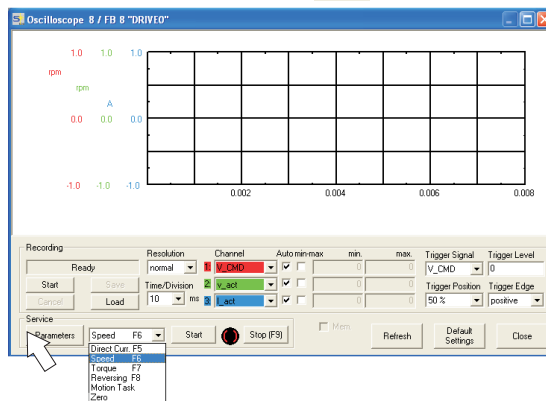 Oscilloscope 8 / FB 8 "DRIVE0"
1.0 1.0 1.0
rpm
rpm
A
0.0 0.0 0.0
-1.0 -1.0 -1.0
0.002 0.004 0.006 0.008
Recording
Resolution Channel Auto min-max min. max. Trigger Signal Trigger Level
Ready normal 1. V_CMD 0 0 V_CMD 0
Start Save Time/Division 2. v_act 0 0 Trigger Position Trigger Edge
Cancel Load 10 ms 3. I_act 0 0 50 % positive
Service
Parameters Speed F6 Start Stop (F9) Mem Refresh Default Settings Close
Direct Curr. F5
Speed F6
Torque F7
Reversing F8
Motion Task
Zero